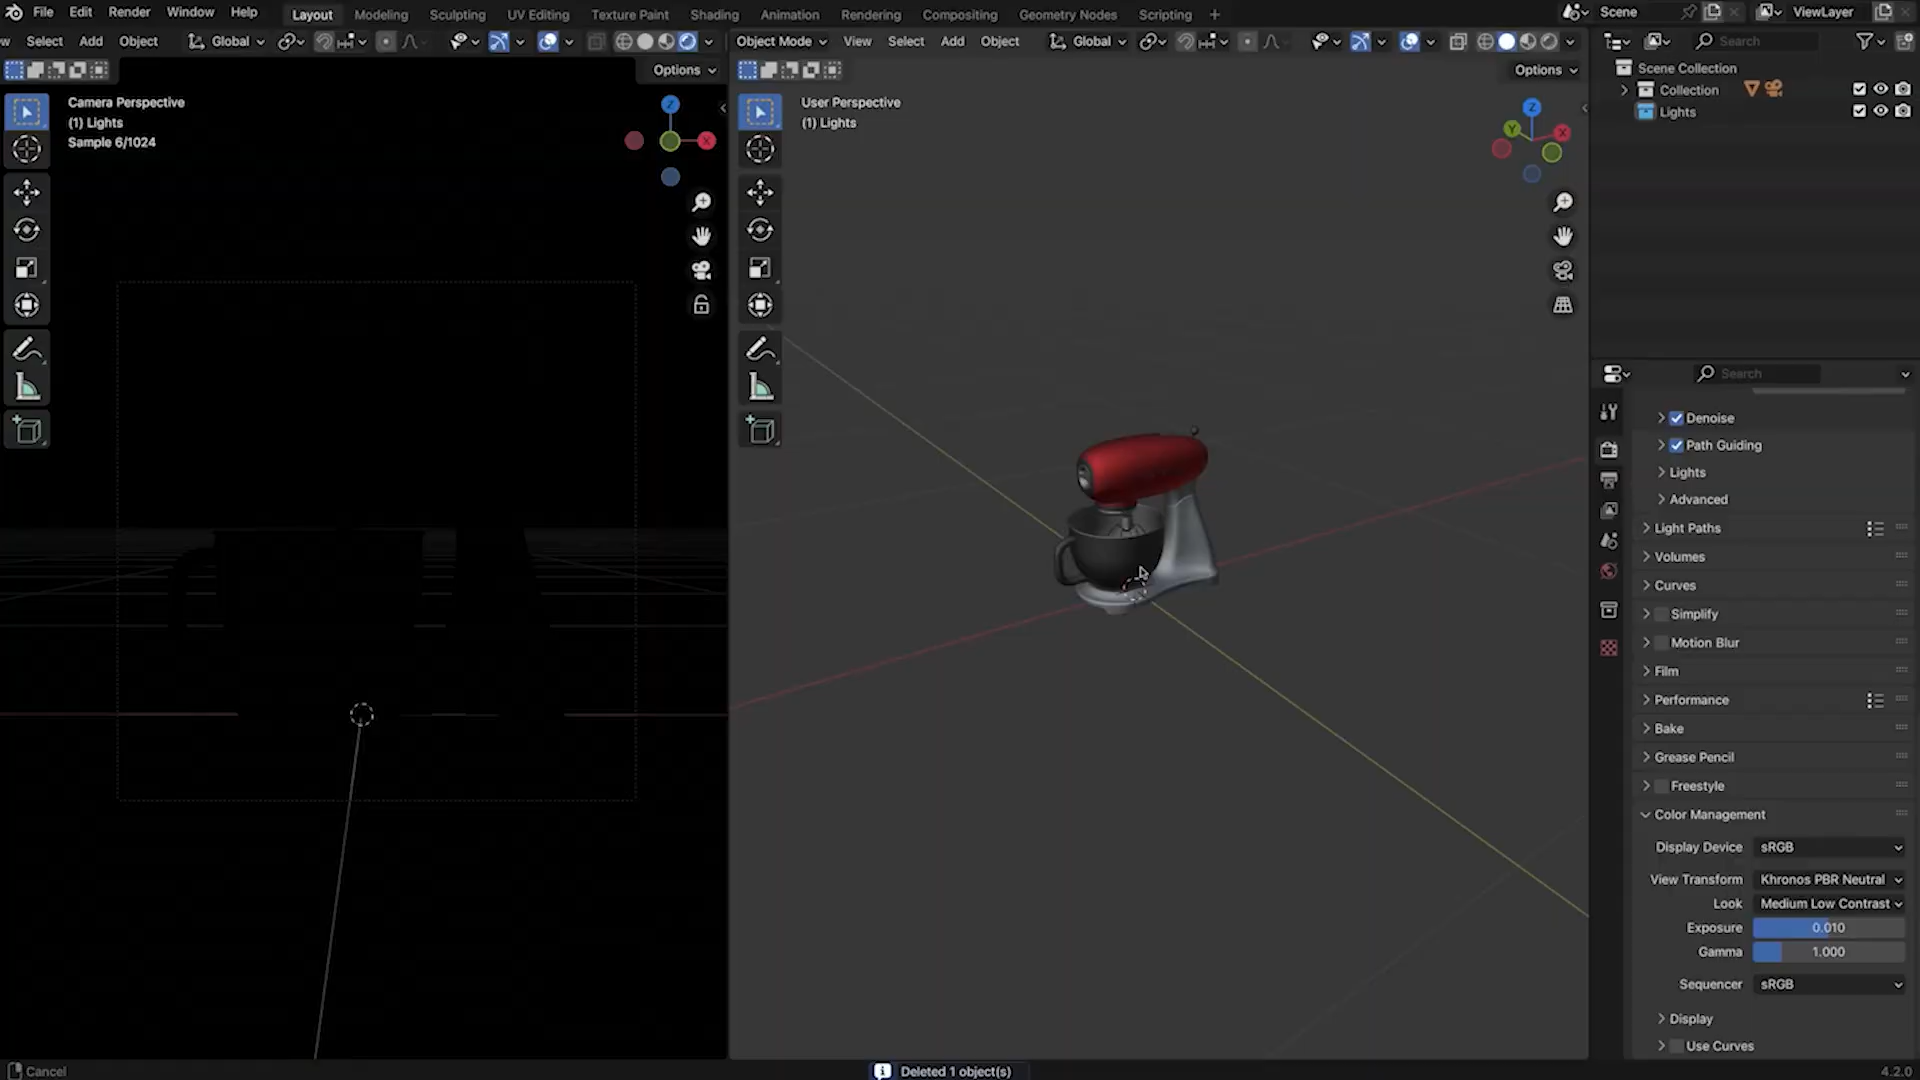 File Edit Render Window Help Layout Modeling Sculpting UV Editing Texture Paint Shading Animation Rendering Compositing Geometry Nodes Scripting + Scene ViewLayer
w Select Add Object Global Object Mode View Select Add Object Global Search
Options Options
Scene Collection
Collection
Lights
Camera Perspective
(1) Lights
Sample 6/1024
Z
X
User Perspective
(1) Lights
Z
Y
X
Search
Denoise
Path Guiding
Lights
Advanced
Light Paths
Volumes
Curves
Simplify
Motion Blur
Film
Performance
Bake
Grease Pencil
Freestyle
Color Management
Display Device sRGB
View Transform Khronos PBR Neutral
Look Medium Low Contrast
Exposure 0.010
Gamma 1.000
Sequencer sRGB
Display
Use Curves
Cancel Deleted 1 object(s) 4.2.0